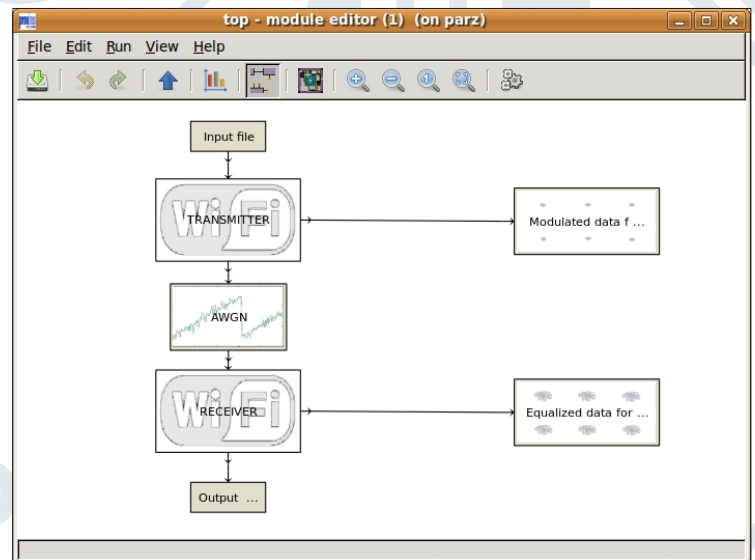 top - module editor (1) (on parz)
File Edit Run View Help
Input file
WiFi
TRANSMITTER
Modulated data f ...
AWGN
WiFi
RECEIVER
Equalized data for ...
Output ...